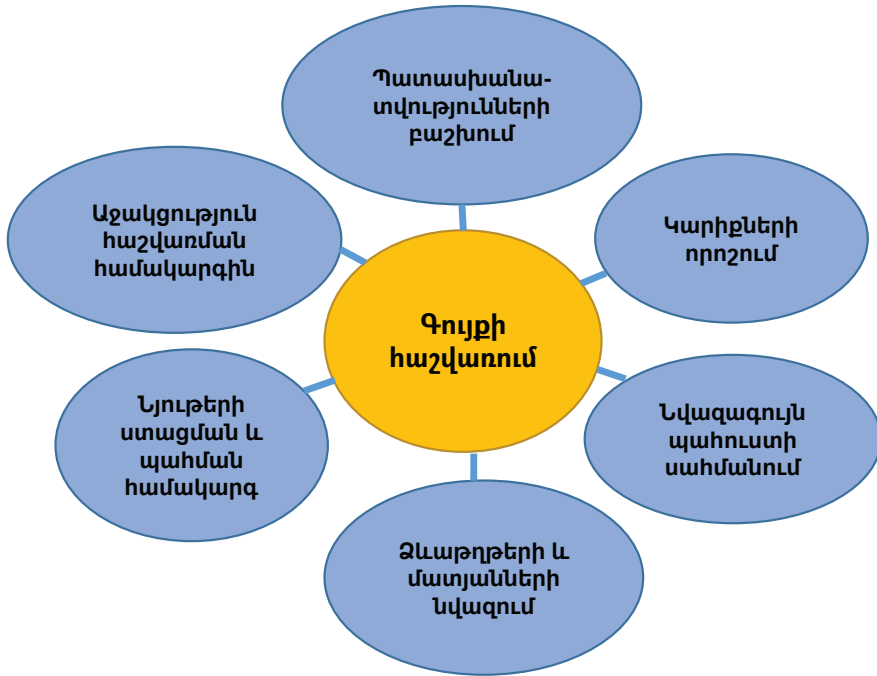 Պատասխանա-
տվությունների
բաշխում
Կարիքների
որոշում
Նվազագույն
պահուստի
սահմանում
Ձևաթղթերի և
մատյանների
նվազում
Նյութերի
ստացման և
պահման
համակարգ
Աջակցություն
հաշվառման
համակարգին
Գույքի
հաշվառում